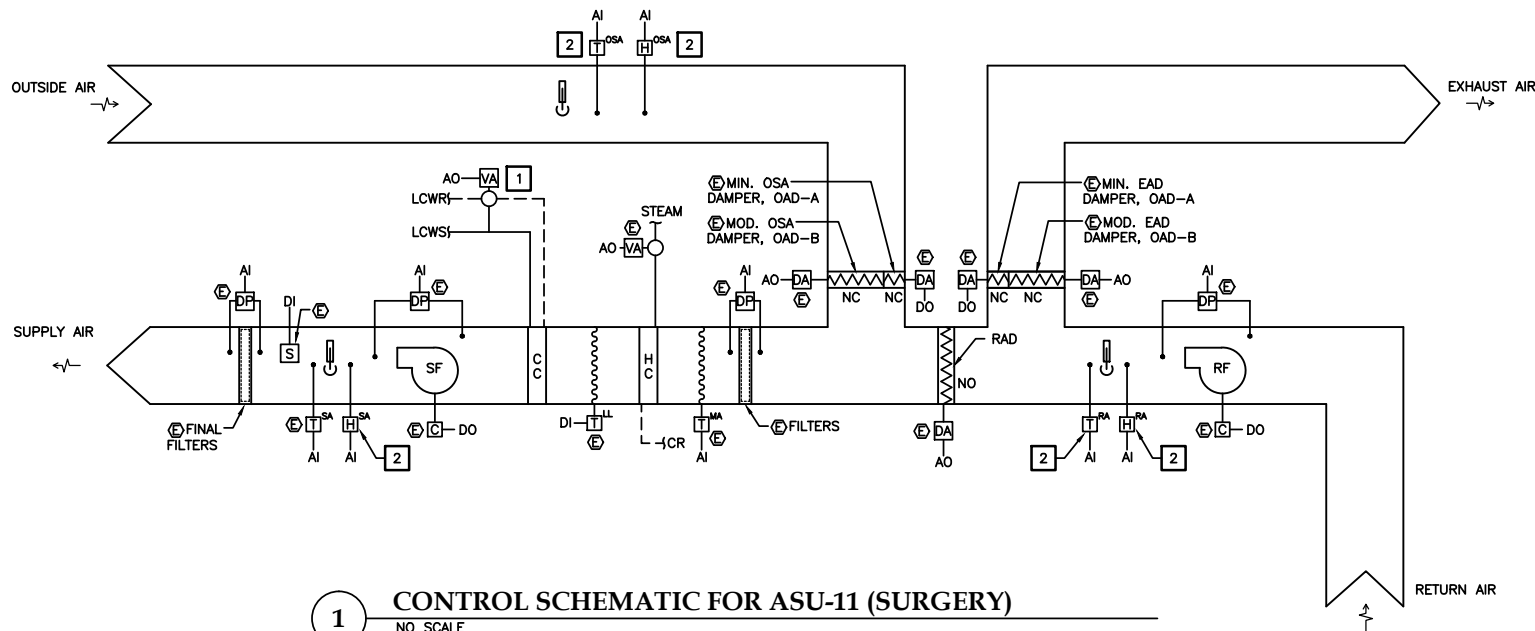 AI AI
2 T OSA H OSA 2
OUTSIDE AIR
EXHAUST AIR
AO VA 1
LCWR
LCWS
STEAM
E
AO VA
E MIN. OSA
DAMPER, OAD-A
E MOD. OSA
DAMPER, OAD-B
E MIN. EAD
DAMPER, OAD-A
E MOD. EAD
DAMPER, OAD-B
E E
AO DA DA DA DA AO
E NC NC DO DO NC NC E
AI
E DP
DI
E
S
AI
DP E
AI
DP E
AI
DP E
SUPPLY AIR
SF
CC
HC
NO
RAD
RF
E FINAL
FILTERS
E T SA
AI
H SA
AI
2
E C DO
DI T LL
E
CR
T MA
E
AI
E FILTERS
E DA
AO
2
T RA
AI
H RA
AI
2
E C DO
RETURN AIR
1
CONTROL SCHEMATIC FOR ASU-11 (SURGERY)
NO SCALE